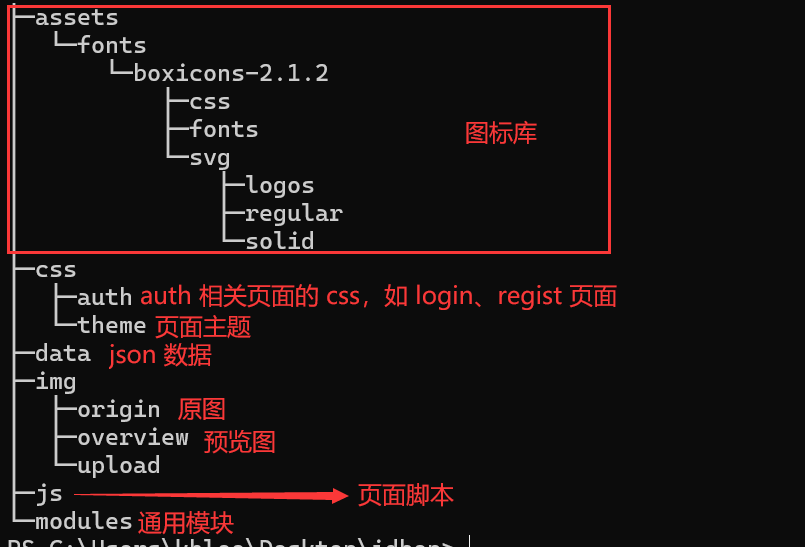 ├─assets
│  └─fonts
│      └─boxicons-2.1.2
│          ├─css
│          ├─fonts 图标库
│          └─svg
│              ├─logos
│              ├─regular
│              └─solid
├─css
│  ├─auth auth 相关页面的 css，如 login、regist 页面
│  └─theme 页面主题
├─data json 数据
├─img
│  ├─origin 原图
│  ├─overview 预览图
│  └─upload
├─js 页面脚本
└─modules 通用模块